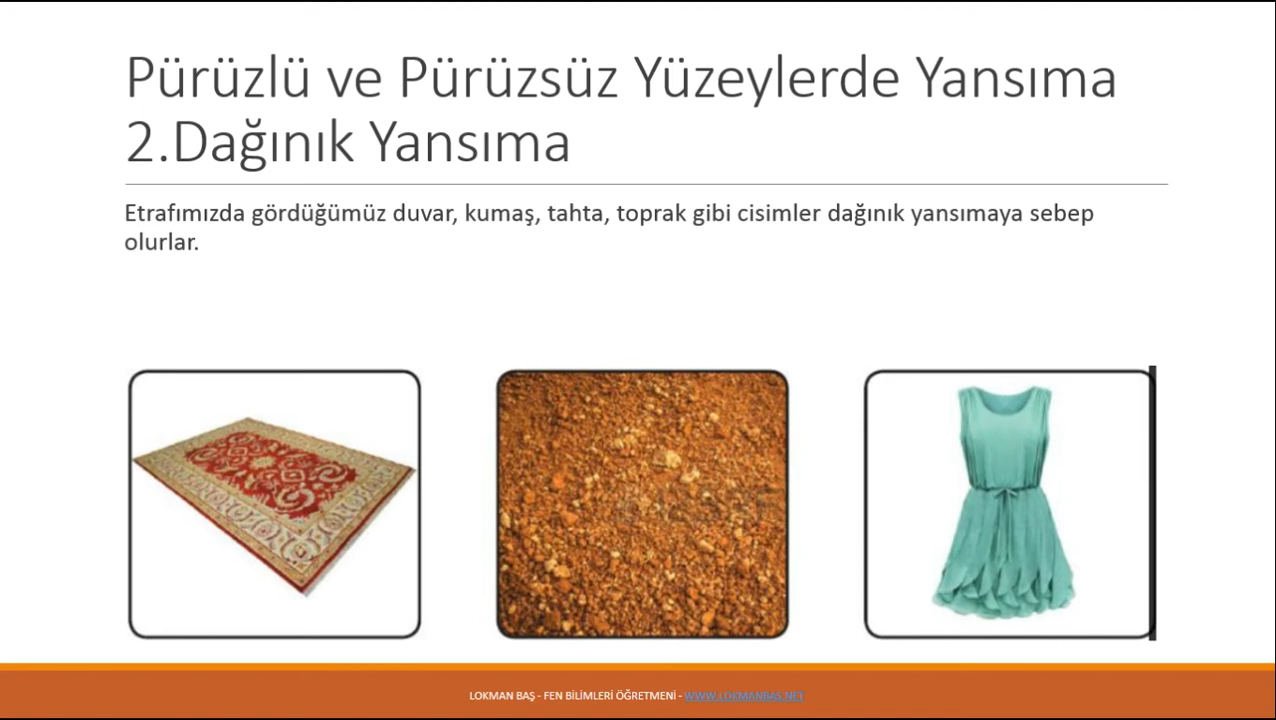 Pürüzlü ve Pürüzsüz Yüzeylerde Yansıma
2.Dağınık Yansıma
Etrafımızda gördüğümüz duvar, kumaş, tahta, toprak gibi cisimler dağınık yansımaya sebep
olurlar.
LOKMAN BAŞ - FEN BİLİMLERİ ÖĞRETMENİ - WWW.LOKMANBAS.NET